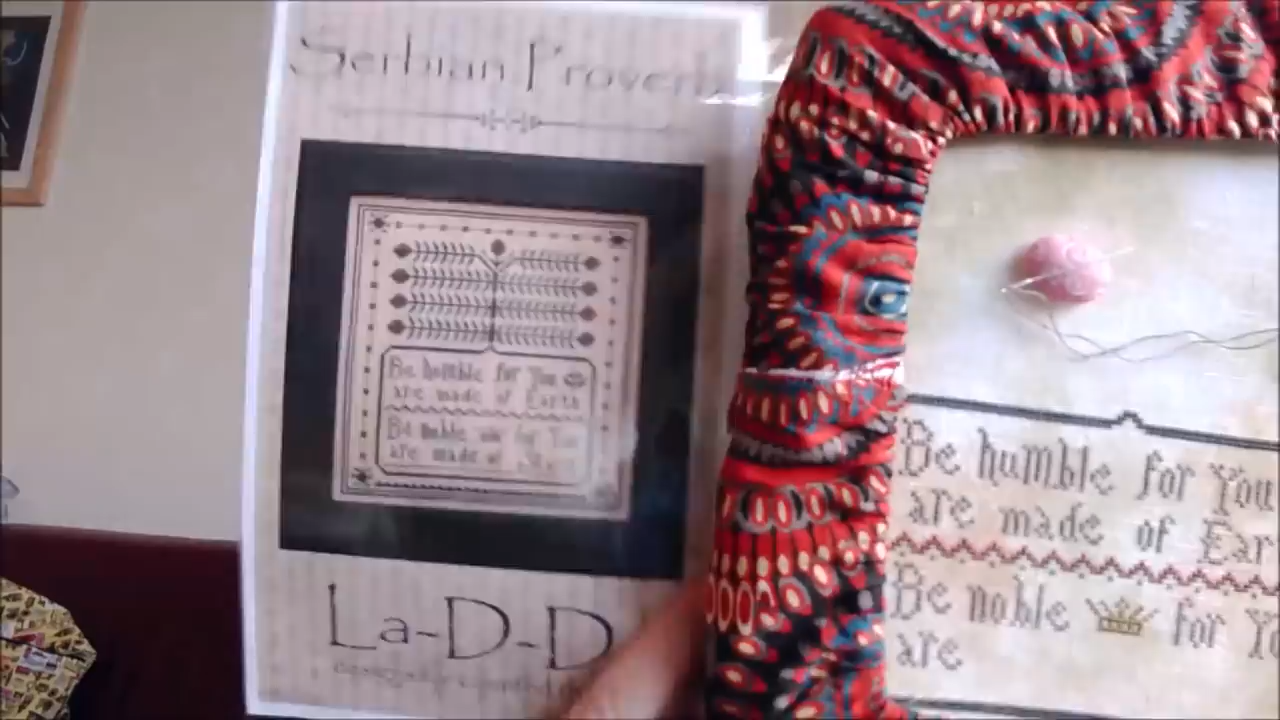 Serbian Proverb
Be humble for You
are made of Earth
Be noble for You
are made of
La-D-D
Be humble for You
are made of Ear
Be noble for Yo
are